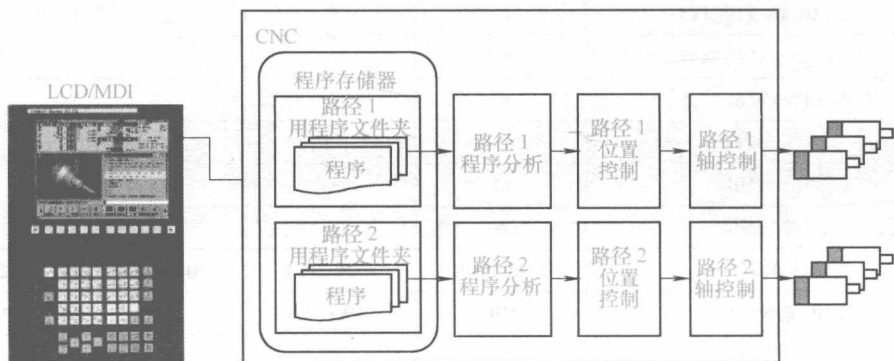 CNC
LCD/MDI
程序存储器
路径 1
用程序文件夹
程序
路径 1
程序分析
路径 1
位置
控制
路径 1
轴控制
路径 2
用程序文件夹
程序
路径 2
程序分析
路径 2
位置
控制
路径 2
轴控制